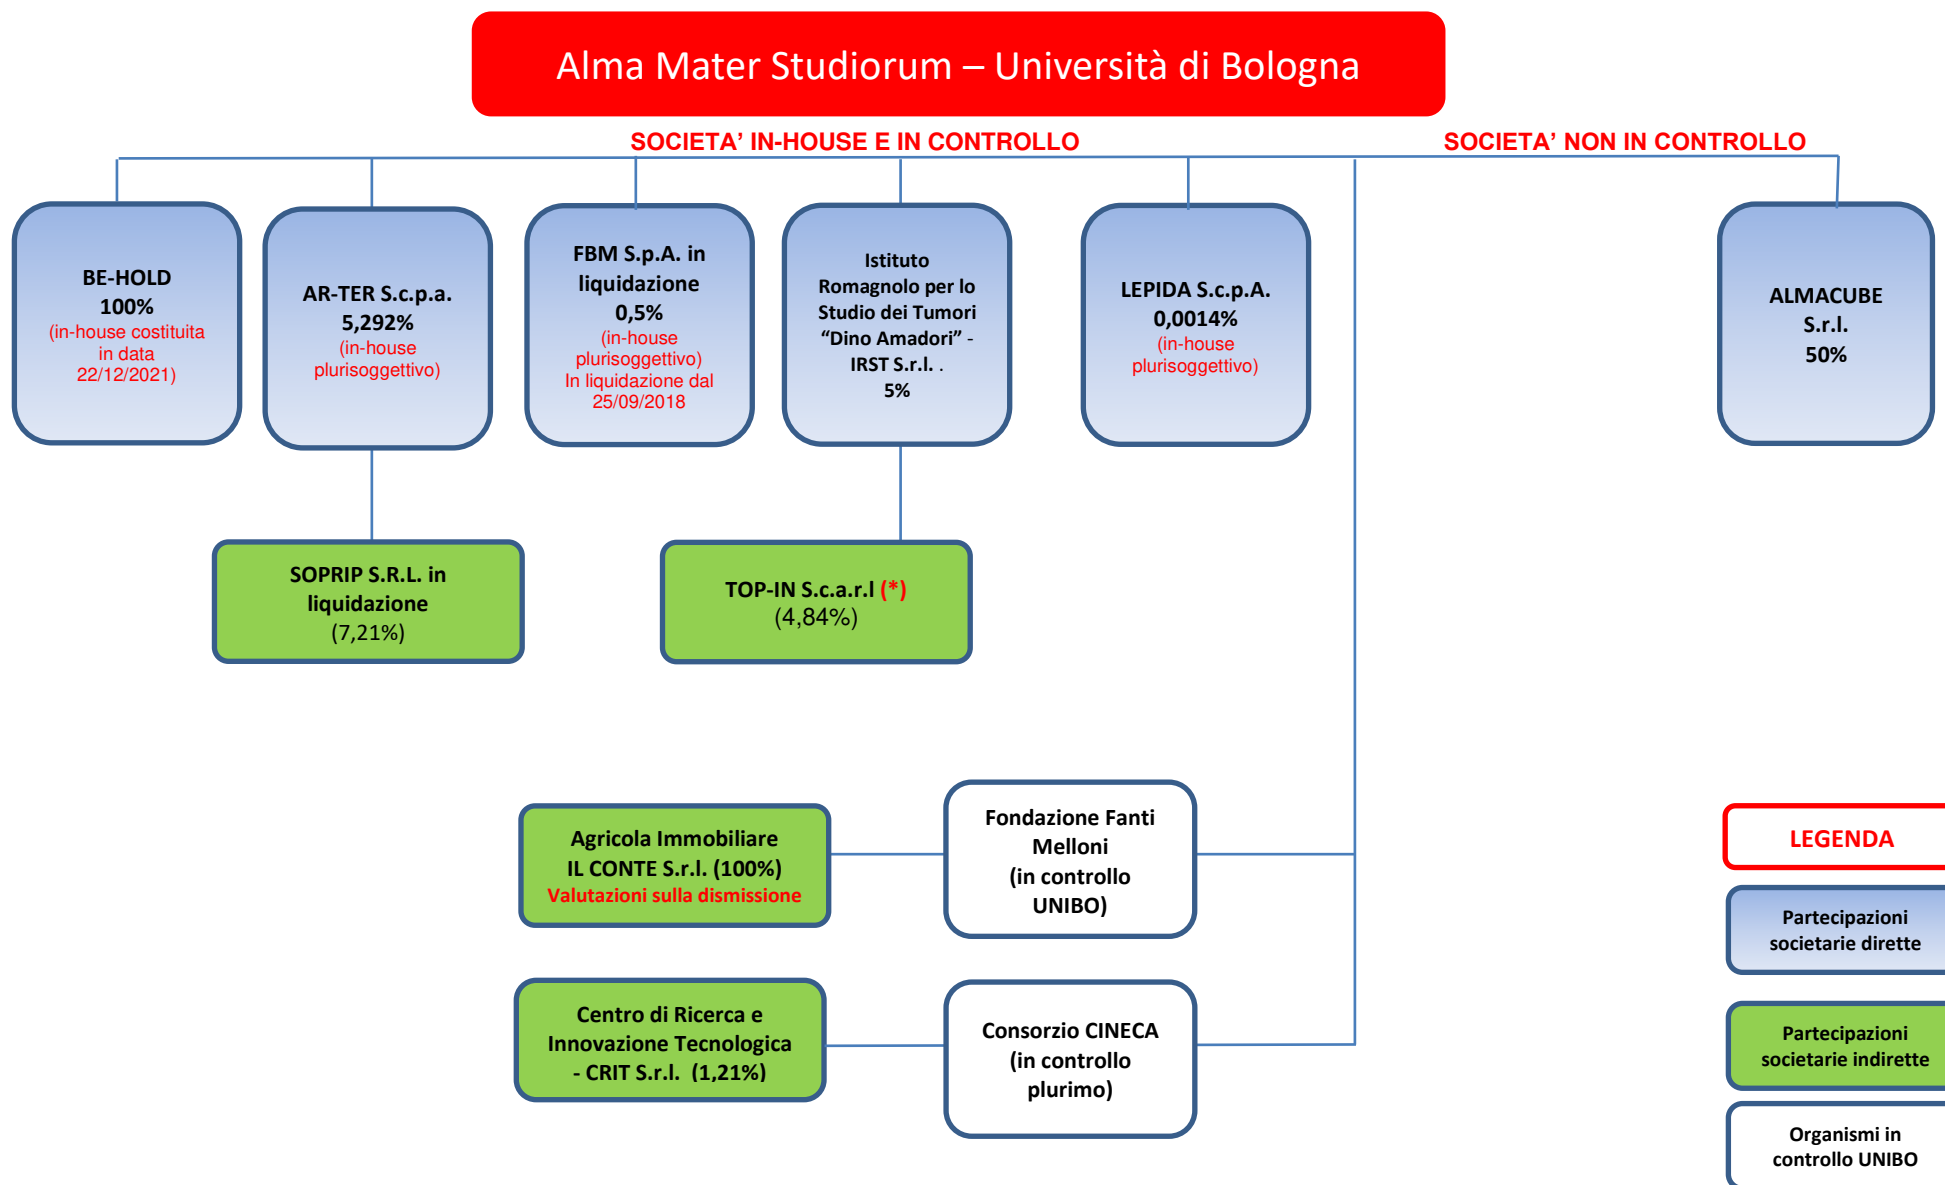 Alma Mater Studiorum – Università di Bologna
SOCIETA’ IN-HOUSE E IN CONTROLLO
SOCIETA’ NON IN CONTROLLO
BE-HOLD
100%
(in-house costituita
in data
22/12/2021)
AR-TER S.c.p.a.
5,292%
(in-house
plurisoggettivo)
FBM S.p.A. in
liquidazione
0,5%
(in-house
plurisoggettivo)
In liquidazione dal
25/09/2018
Istituto
Romagnolo per lo
Studio dei Tumori
“Dino Amadori” -
IRST S.r.l. .
5%
LEPIDA S.c.p.A.
0,0014%
(in-house
plurisoggettivo)
ALMACUBE
S.r.l.
50%
SOPRIP S.R.L. in
liquidazione
(7,21%)
TOP-IN S.c.a.r.l (*)
(4,84%)
Agricola Immobiliare
IL CONTE S.r.l. (100%)
Valutazioni sulla dismissione
Fondazione Fanti
Melloni
(in controllo
UNIBO)
Centro di Ricerca e
Innovazione Tecnologica
- CRIT S.r.l. (1,21%)
Consorzio CINECA
(in controllo
plurimo)
LEGENDA
Partecipazioni
societarie dirette
Partecipazioni
societarie indirette
Organismi in
controllo UNIBO